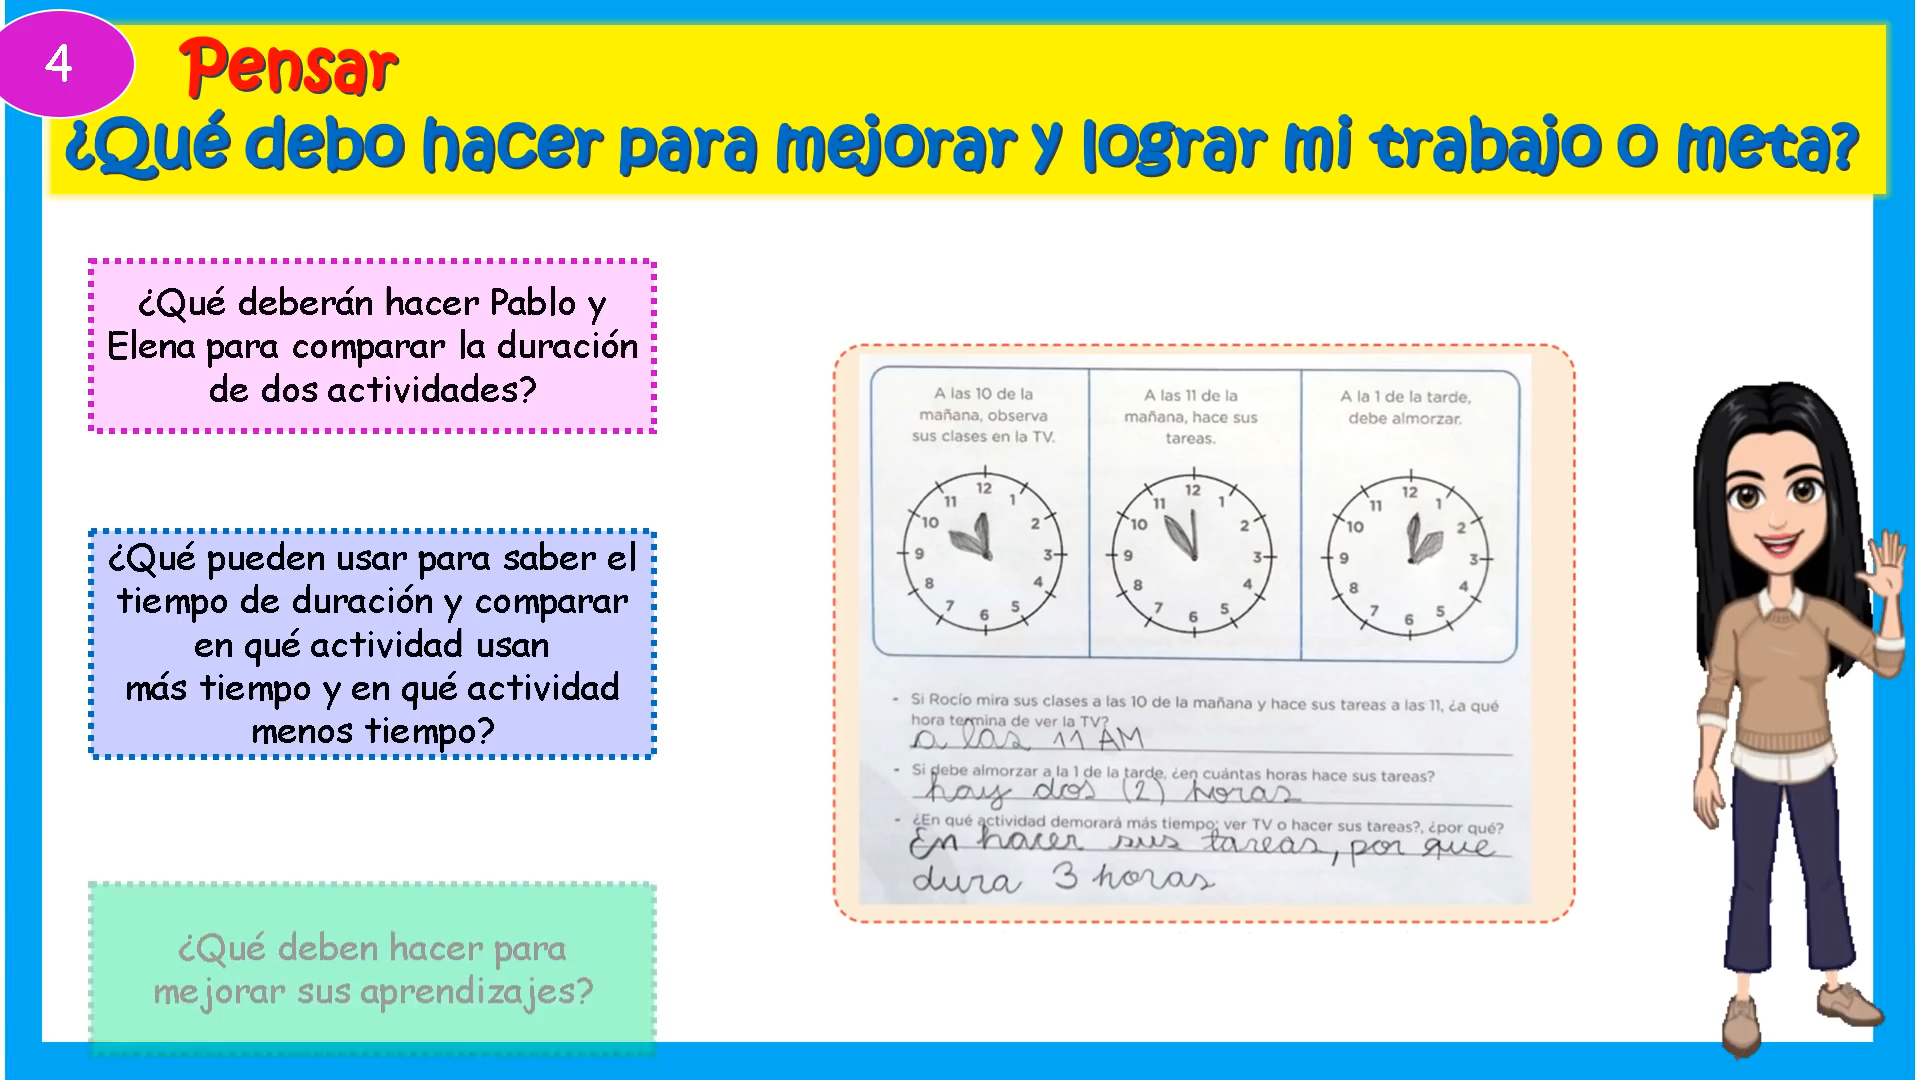 4
Pensar
¿Qué debo hacer para mejorar y lograr mi trabajo o meta?
¿Qué deberán hacer Pablo y
Elena para comparar la duración
de dos actividades?
¿Qué pueden usar para saber el
tiempo de duración y comparar
en qué actividad usan
más tiempo y en qué actividad
menos tiempo?
¿Qué deben hacer para
mejorar sus aprendizajes?
A las 10 de la
mañana, observa
sus clases en la TV.
12
1
2
3
4
5
6
7
8
9
10
11
A las 11 de la
mañana, hace sus
tareas.
12
1
2
3
4
5
6
7
8
9
10
11
A la 1 de la tarde,
debe almorzar.
12
1
2
3
4
5
6
7
8
9
10
11
- Si Rocío mira sus clases a las 10 de la mañana y hace sus tareas a las 11, ¿a qué
hora termina de ver la TV?
a las 11 AM
- Si debe almorzar a la 1 de la tarde, ¿en cuántas horas hace sus tareas?
hay dos (2) horas
- ¿En qué actividad demorará más tiempo: ver TV o hacer sus tareas?, ¿por qué?
En hacer sus tareas, por que
dura 3 horas